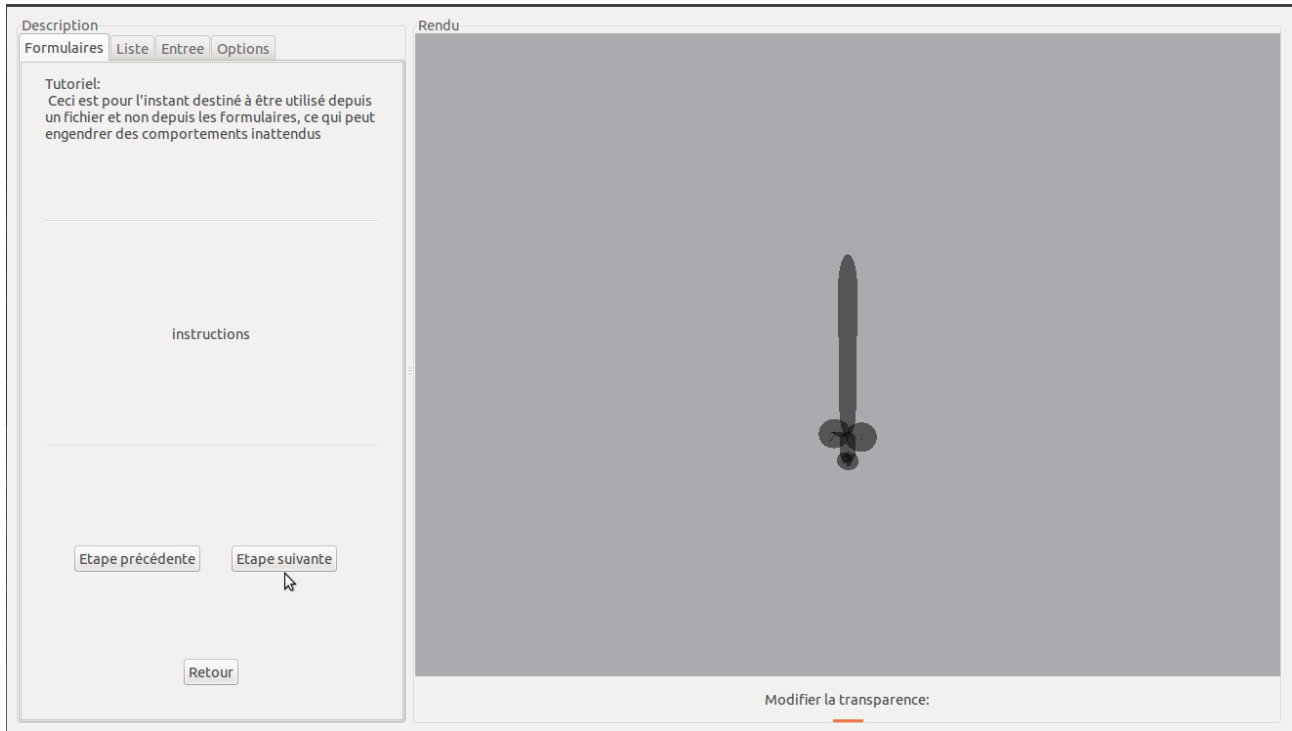 Description
Formulaires Liste Entree Options
Tutoriel:
Ceci est pour l'instant destiné à être utilisé depuis
un fichier et non depuis les formulaires, ce qui peut
engendrer des comportements inattendus
instructions
Etape précédente Etape suivante
Retour
Rendu
Modifier la transparence: